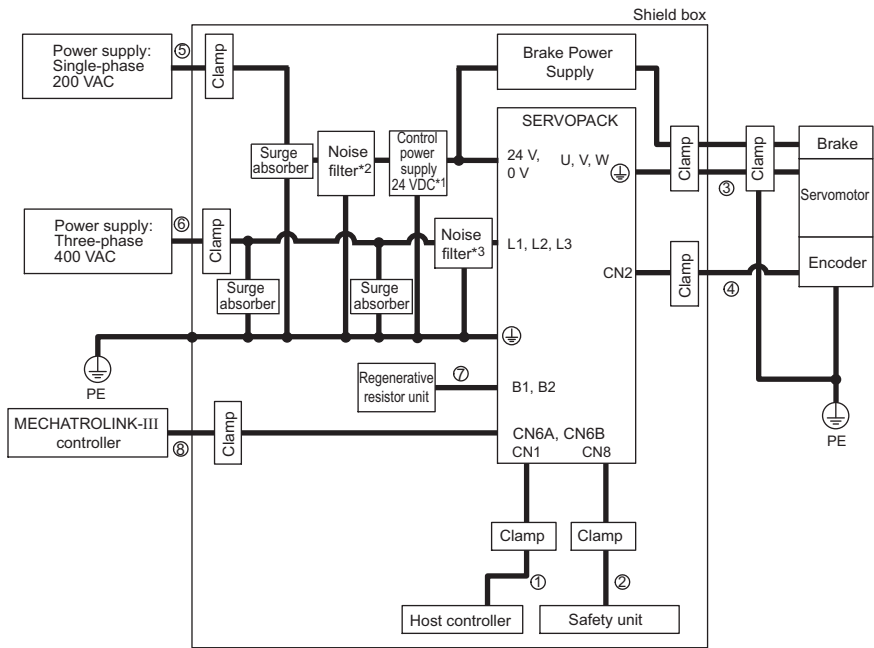 Shield box
Power supply:
Single-phase
200 VAC
⑤
Clamp
Brake Power
Supply
SERVOPACK
Surge
absorber
Noise
filter*2
Control
power
supply
24 VDC*1
24 V,
0 V
U, V, W
Clamp
③
Clamp
Brake
Servomotor
Encoder
Power supply:
Three-phase
400 VAC
⑥
Clamp
Noise
filter*3
L1, L2, L3
CN2
Clamp
④
Surge
absorber
Surge
absorber
PE
Regenerative
resistor unit
⑦
B1, B2
PE
MECHATROLINK-III
controller
⑧
Clamp
CN6A, CN6B
CN1
CN8
Clamp
Clamp
①
②
Host controller
Safety unit